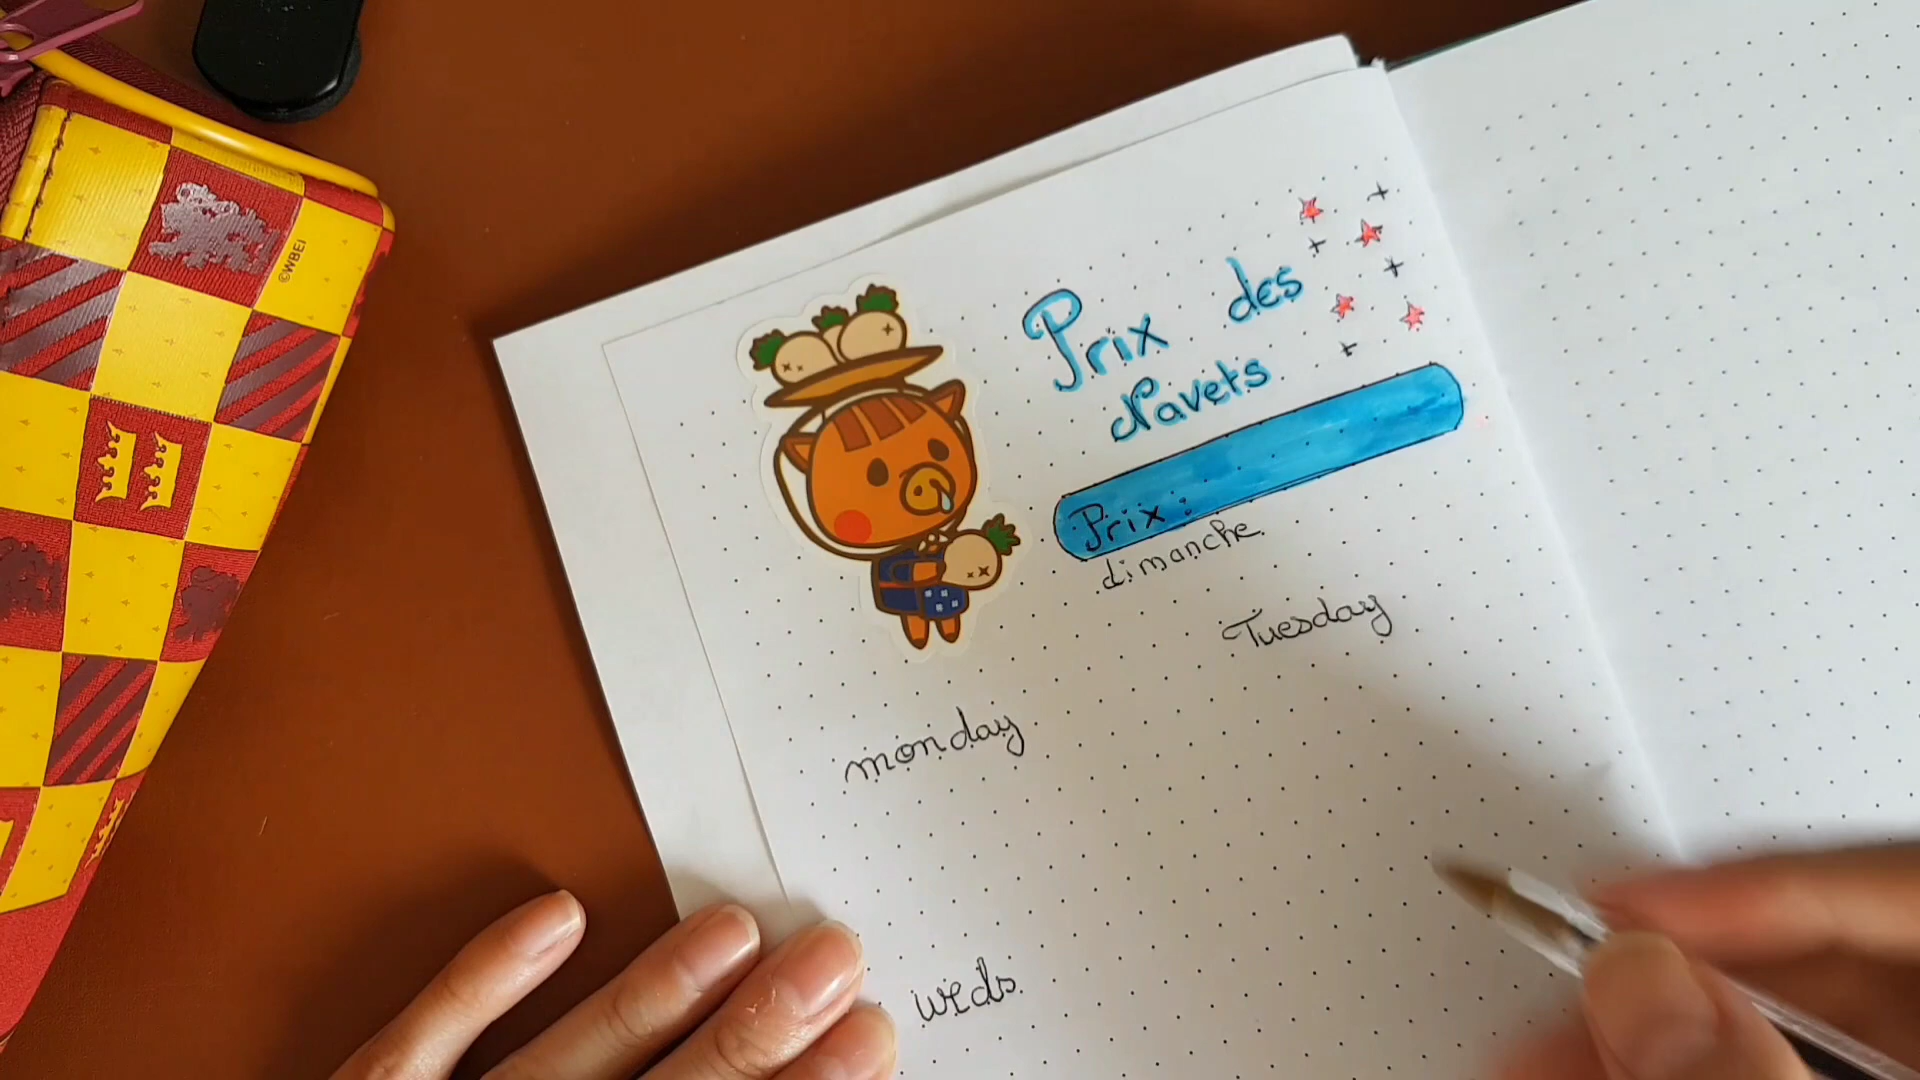 Prix des
Navets
Prix :
dimanche
Tuesday
monday
weds
©WBEI